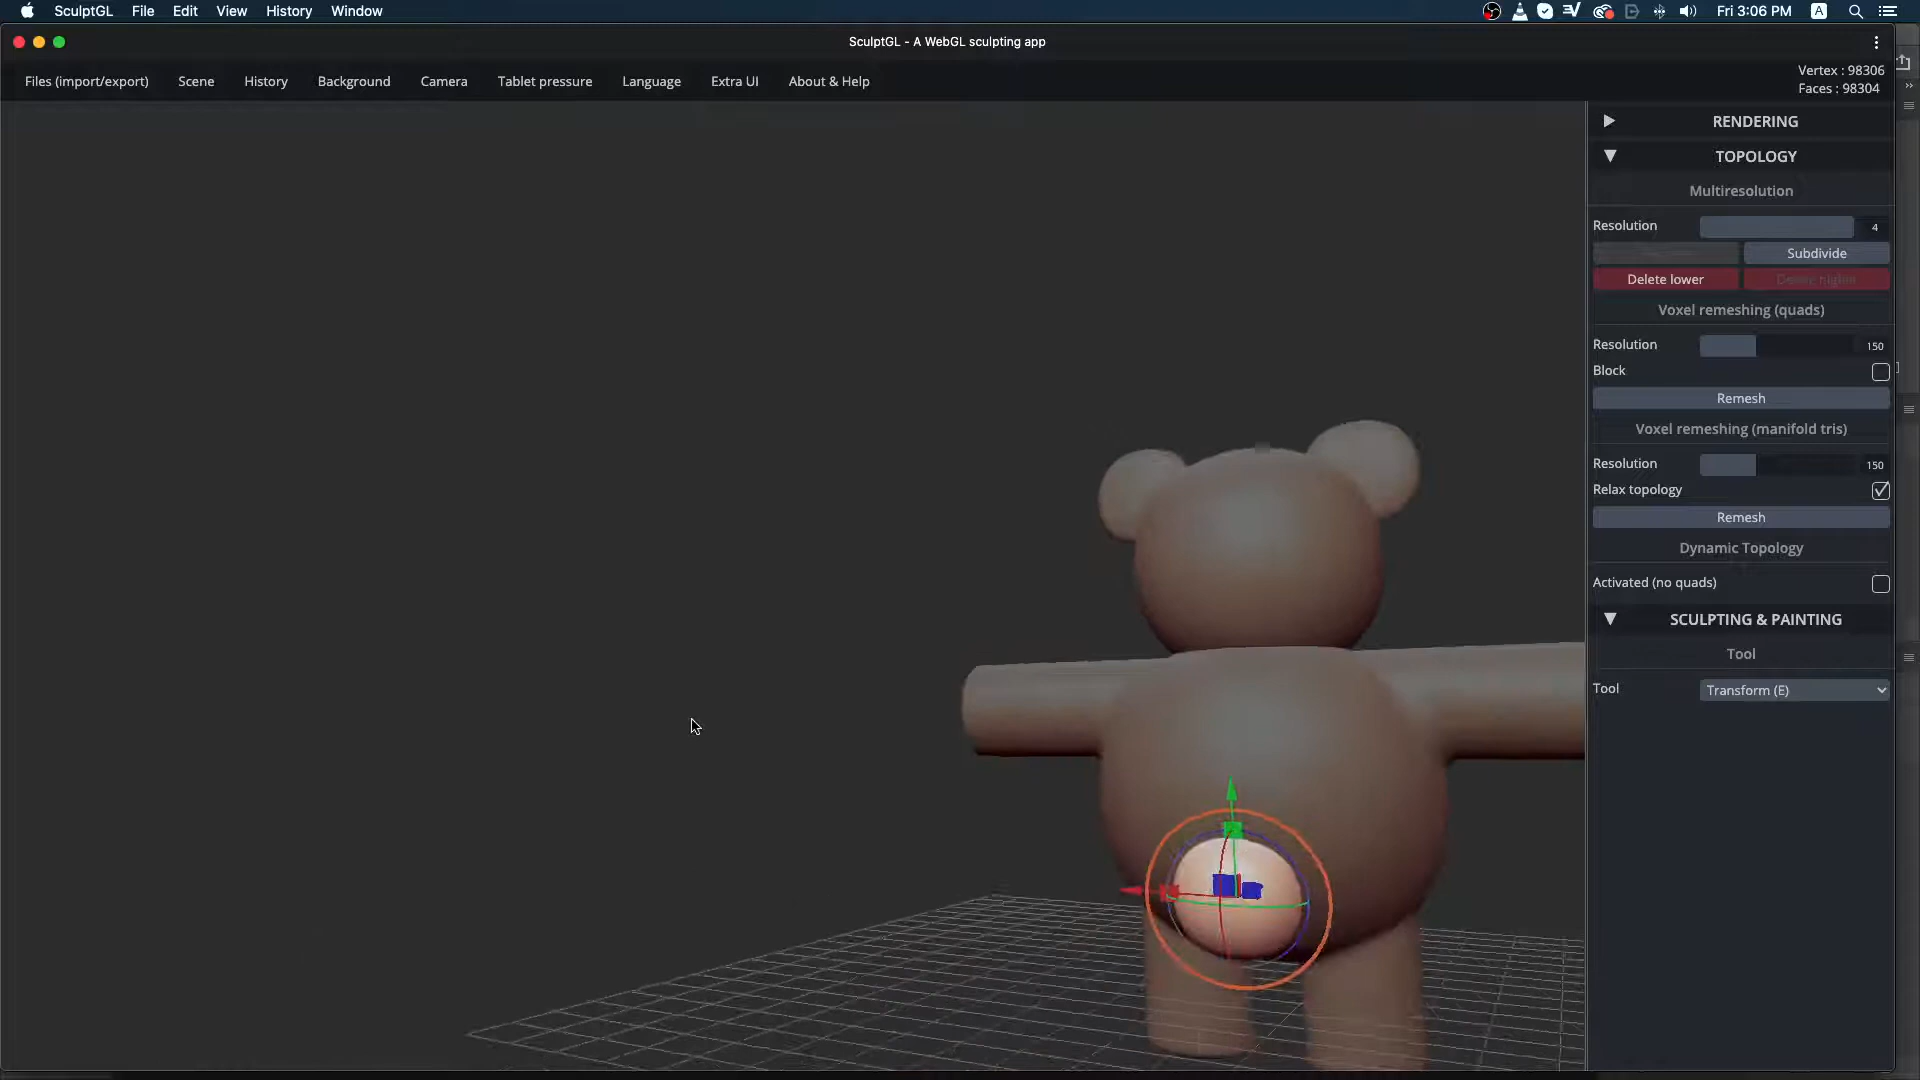 SculptGL File Edit View History Window Fri 3:06 PM A
SculptGL - A WebGL sculpting app
Files (import/export) Scene History Background Camera Tablet pressure Language Extra UI About & Help
Vertex : 98306
Faces : 98304
RENDERING
TOPOLOGY
Multiresolution
Resolution 4
Subdivide
Delete lower Delete higher
Voxel remeshing (quads)
Resolution 150
Block
Remesh
Voxel remeshing (manifold tris)
Resolution 150
Relax topology
Remesh
Dynamic Topology
Activated (no quads)
SCULPTING & PAINTING
Tool
Tool Transform (E)